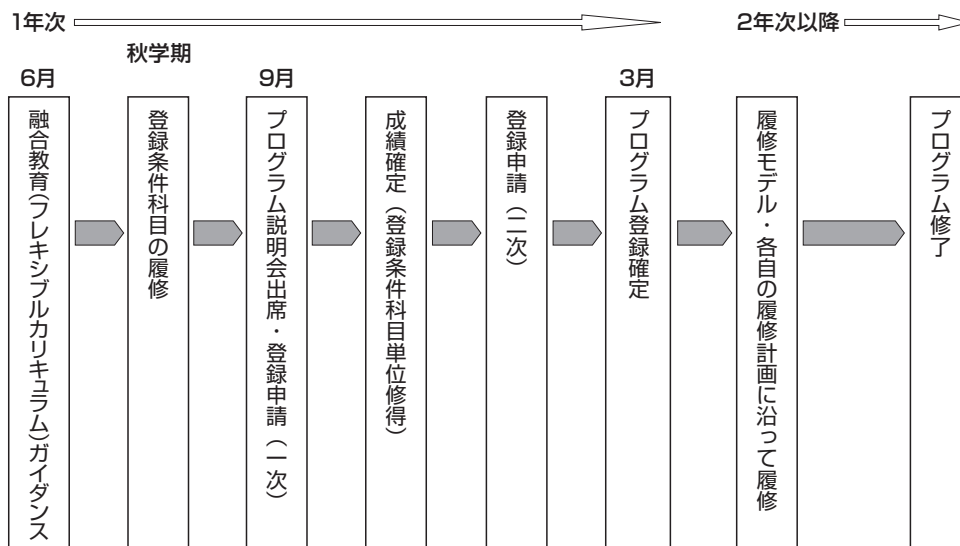 1年次
2年次以降
秋学期
6月
9月
3月
融合教育(フレキシブルカリキュラム)ガイダンス
登録条件科目の履修
プログラム説明会出席・登録申請(一次)
成績確定(登録条件科目単位修得)
登録申請(二次)
プログラム登録確定
履修モデル・各自の履修計画に沿って履修
プログラム修了